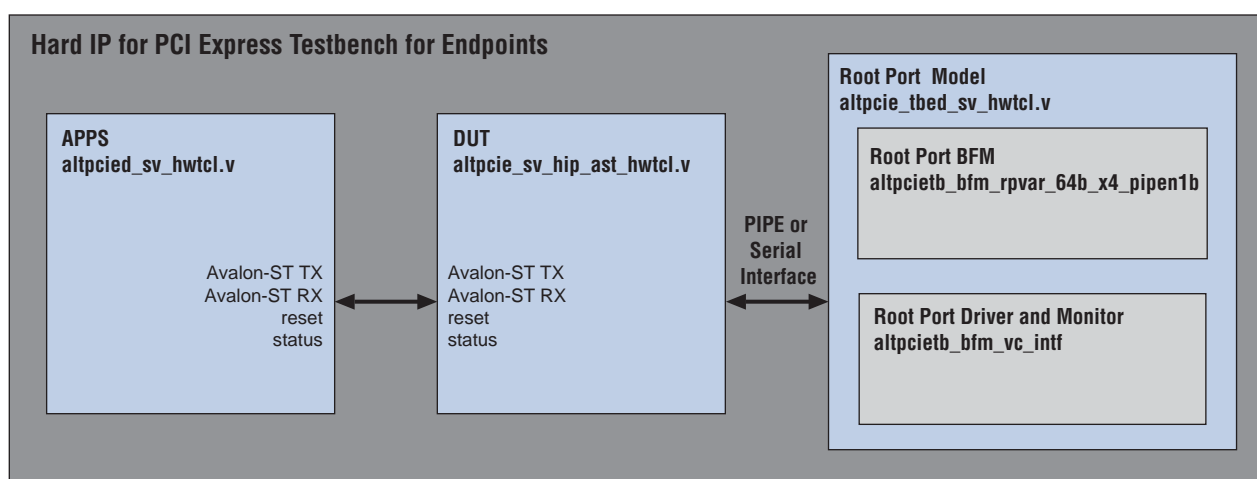 Hard IP for PCI Express Testbench for Endpoints
APPS
altpcied_sv_hwtcl.v
Avalon-ST TX
Avalon-ST RX
reset
status
DUT
altpcie_sv_hip_ast_hwtcl.v
Avalon-ST TX
Avalon-ST RX
reset
status
PIPE or
Serial
Interface
Root Port Model
altpcie_tbed_sv_hwtcl.v
Root Port BFM
altpcietb_bfm_rpvar_64b_x4_pipen1b
Root Port Driver and Monitor
altpcietb_bfm_vc_intf